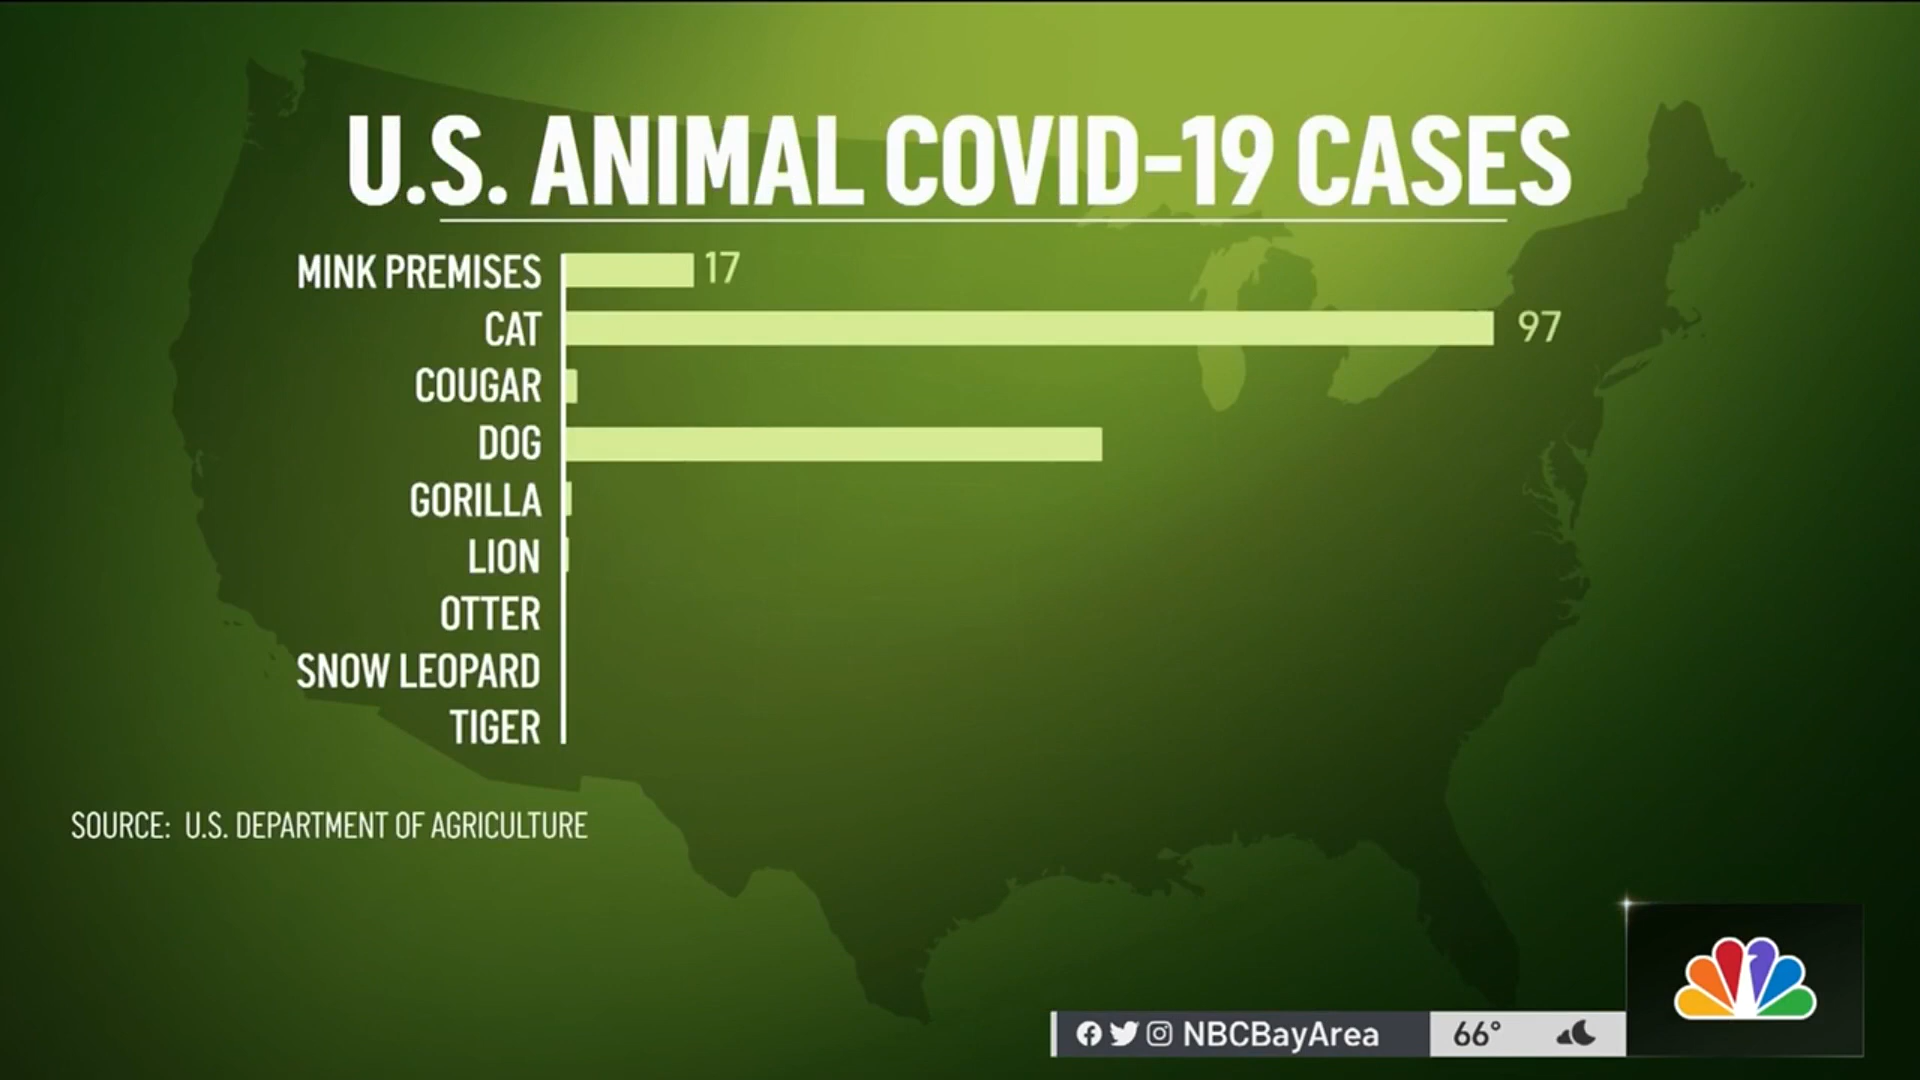 U.S. ANIMAL COVID-19 CASES
MINK PREMISES 17
CAT 97
COUGAR
DOG
GORILLA
LION
OTTER
SNOW LEOPARD
TIGER
SOURCE: U.S. DEPARTMENT OF AGRICULTURE
NBCBayArea 66°